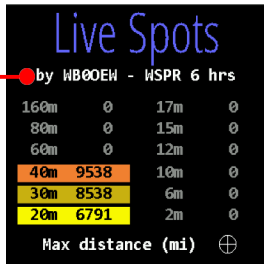 Live Spots
by WB0OEW - WSPR 6 hrs
160m 0 17m 0
80m 0 15m 0
60m 0 12m 0
40m 9538 10m 0
30m 8538 6m 0
20m 6791 2m 0
Max distance (mi)